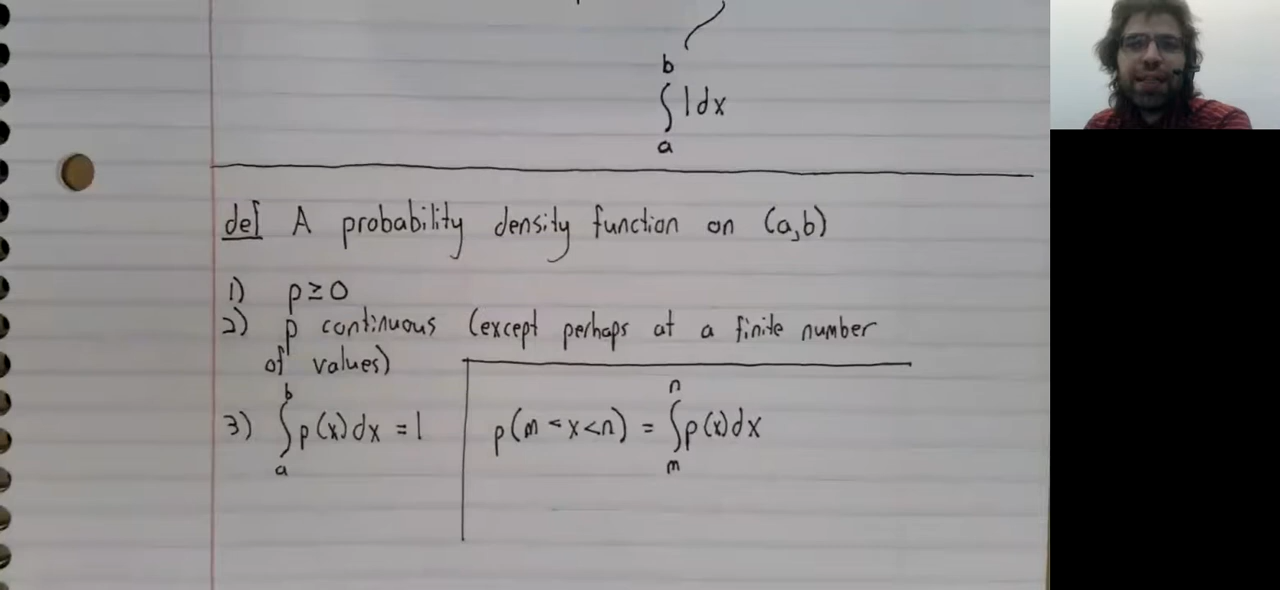 b
∫ 1 dx
a
def A probability density function on (a,b)
1) p ≥ 0
2) p continuous (except perhaps at a finite number
of values)
b
3) ∫ p(x) dx = 1
a
n
p(m < x < n) = ∫ p(x) dx
m